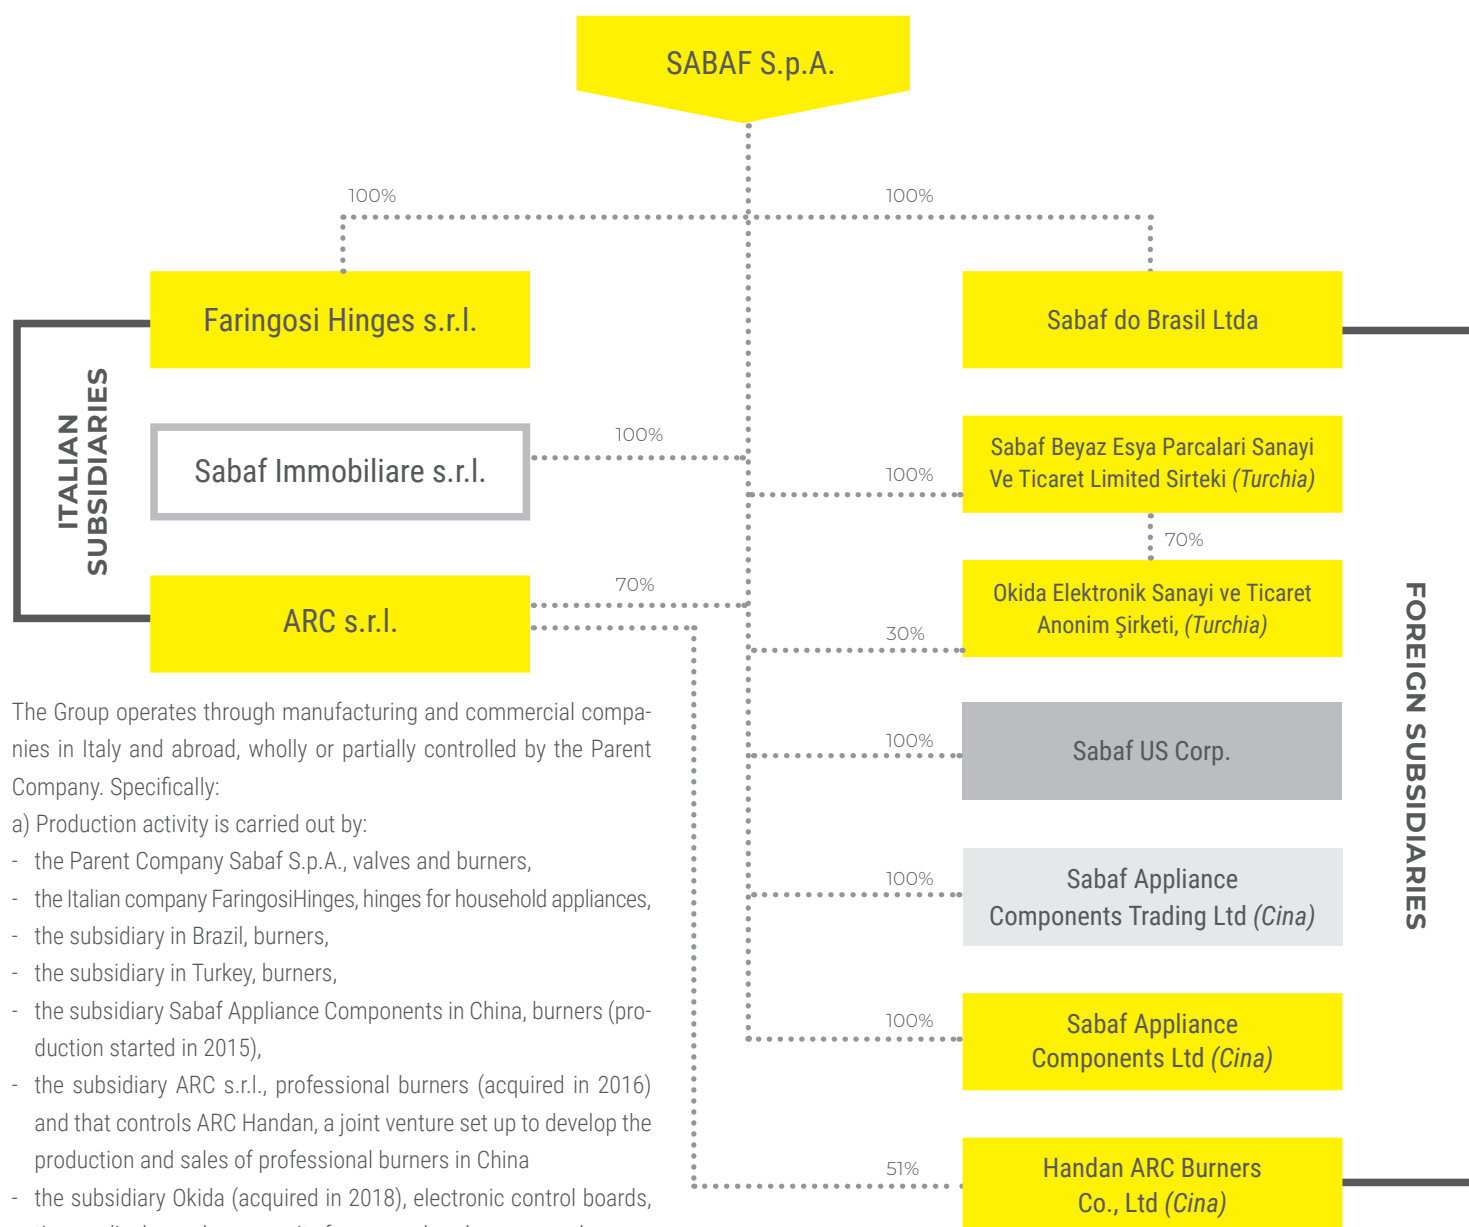 SABAF S.p.A.
100%
100%
Faringosi Hinges s.r.l.
Sabaf do Brasil Ltda
ITALIAN
SUBSIDIARIES
100%
Sabaf Immobiliare s.r.l.
100%
Sabaf Beyaz Esya Parcalari Sanayi
Ve Ticaret Limited Sirteki (Turchia)
70%
70%
ARC s.r.l.
30%
Okida Elektronik Sanayi ve Ticaret
Anonim Şirketi, (Turchia)
FOREIGN SUBSIDIARIES
100%
Sabaf US Corp.
100%
Sabaf Appliance
Components Trading Ltd (Cina)
100%
Sabaf Appliance
Components Ltd (Cina)
51%
Handan ARC Burners
Co., Ltd (Cina)
The Group operates through manufacturing and commercial compa-
nies in Italy and abroad, wholly or partially controlled by the Parent
Company. Specifically:
a) Production activity is carried out by:
- the Parent Company Sabaf S.p.A., valves and burners,
- the Italian company FaringosiHinges, hinges for household appliances,
- the subsidiary in Brazil, burners,
- the subsidiary in Turkey, burners,
- the subsidiary Sabaf Appliance Components in China, burners (pro-
duction started in 2015),
- the subsidiary ARC s.r.l., professional burners (acquired in 2016)
and that controls ARC Handan, a joint venture set up to develop the
production and sales of professional burners in China
- the subsidiary Okida (acquired in 2018), electronic control boards,